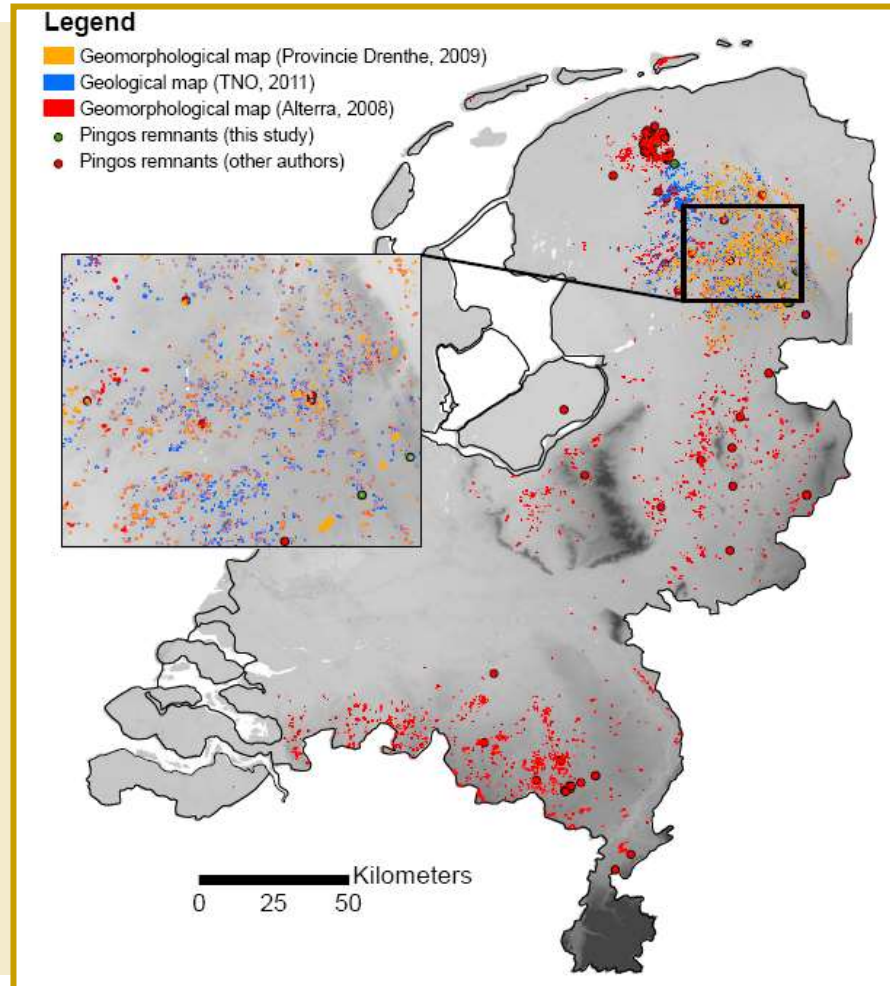 Legend
Geomorphological map (Provincie Drenthe, 2009)
Geological map (TNO, 2011)
Geomorphological map (Alterra, 2008)
Pingos remnants (this study)
Pingos remnants (other authors)
Kilometers
0 25 50